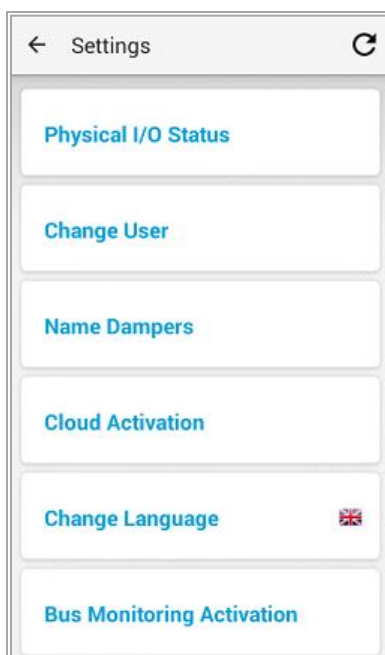 Settings
Physical I/O Status
Change User
Name Dampers
Cloud Activation
Change Language
Bus Monitoring Activation